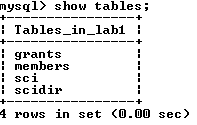 mysql> show tables;
+----------------+
| Tables_in_lab1 |
+----------------+
| grants         |
| members        |
| sci            |
| scidir         |
+----------------+
4 rows in set (0.00 sec)